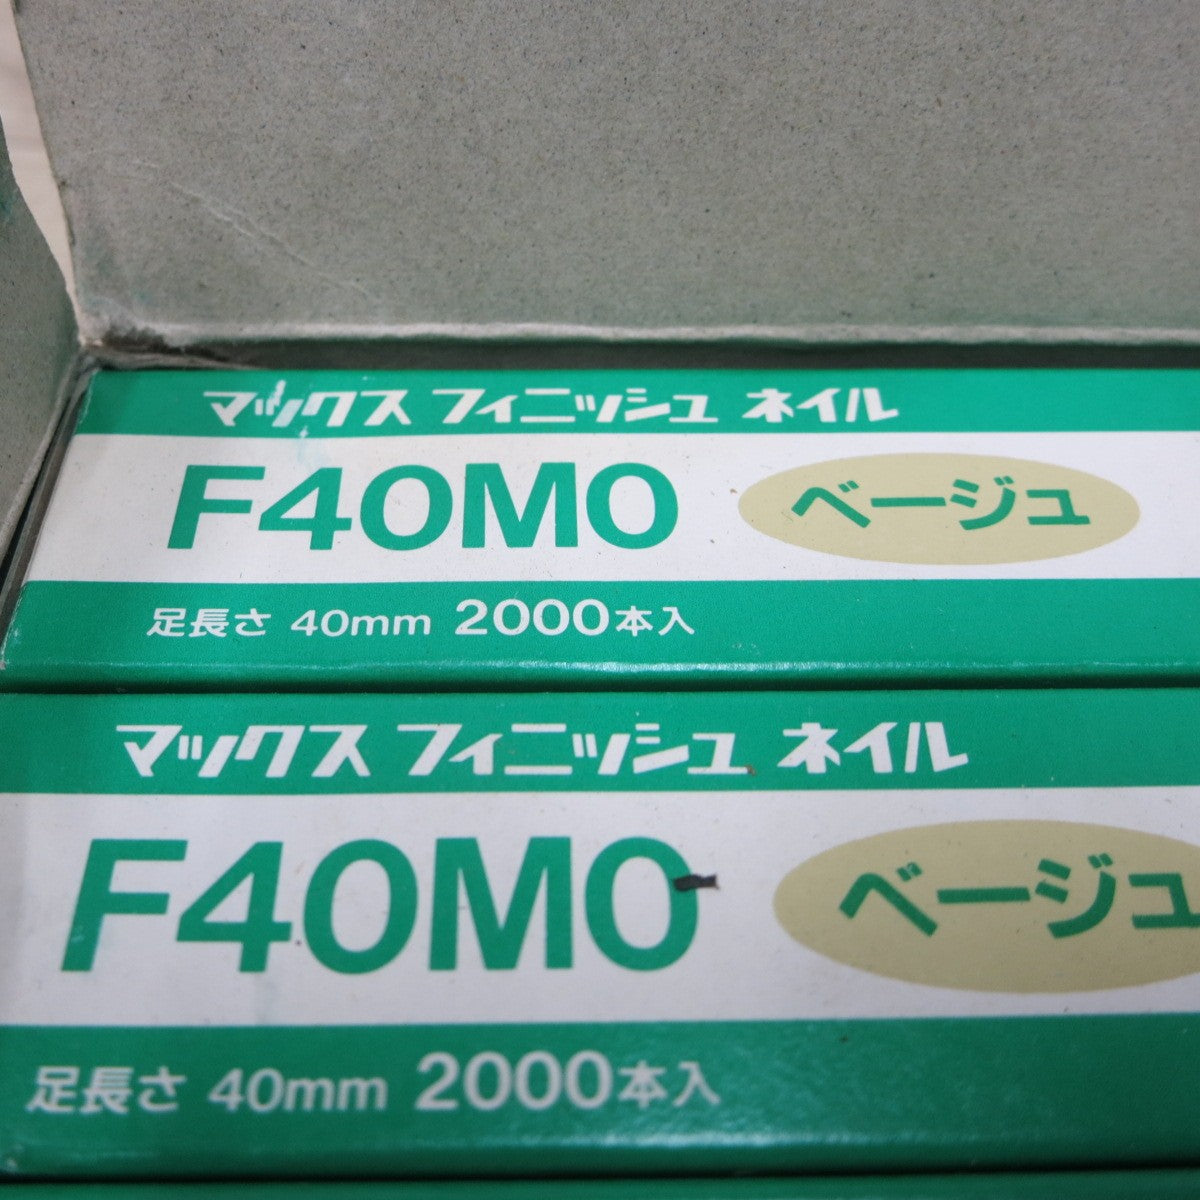 マックス フィニッシュ ネイル
F40MO ベージュ
足長さ 40mm 2000本入
マックス フィニッシュ ネイル
F40MO ベージュ
足長さ 40mm 2000本入